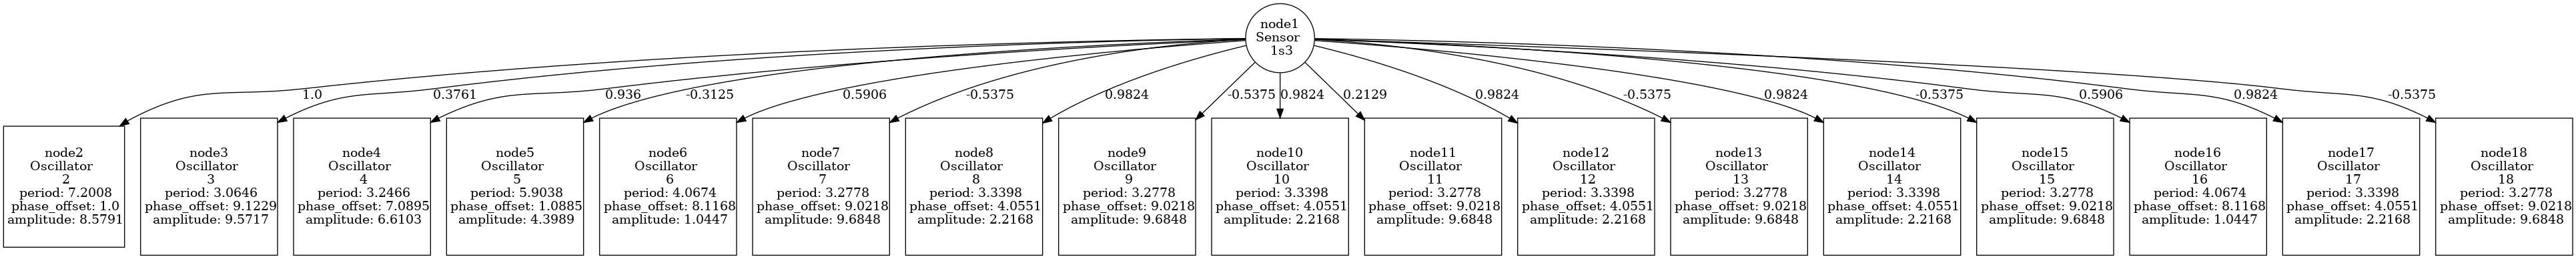 node1
Sensor
1s3
1.0
0.3761
0.936
-0.3125
0.5906
-0.5375
0.9824
-0.5375
0.9824
0.2129
0.9824
-0.5375
0.9824
-0.5375
0.5906
0.9824
-0.5375
node2
Oscillator
2
period: 7.2008
phase_offset: 1.0
amplitude: 8.5791
node3
Oscillator
3
period: 3.0646
phase_offset: 9.1229
amplitude: 9.5717
node4
Oscillator
4
period: 3.2466
phase_offset: 7.0895
amplitude: 6.6103
node5
Oscillator
5
period: 5.9038
phase_offset: 1.0885
amplitude: 4.3989
node6
Oscillator
6
period: 4.0674
phase_offset: 8.1168
amplitude: 1.0447
node7
Oscillator
7
period: 3.2778
phase_offset: 9.0218
amplitude: 9.6848
node8
Oscillator
8
period: 3.3398
phase_offset: 4.0551
amplitude: 2.2168
node9
Oscillator
9
period: 3.2778
phase_offset: 9.0218
amplitude: 9.6848
node10
Oscillator
10
period: 3.3398
phase_offset: 4.0551
amplitude: 2.2168
node11
Oscillator
11
period: 3.2778
phase_offset: 9.0218
amplitude: 9.6848
node12
Oscillator
12
period: 3.3398
phase_offset: 4.0551
amplitude: 2.2168
node13
Oscillator
13
period: 3.2778
phase_offset: 9.0218
amplitude: 9.6848
node14
Oscillator
14
period: 3.3398
phase_offset: 4.0551
amplitude: 2.2168
node15
Oscillator
15
period: 3.2778
phase_offset: 9.0218
amplitude: 9.6848
node16
Oscillator
16
period: 4.0674
phase_offset: 8.1168
amplitude: 1.0447
node17
Oscillator
17
period: 3.3398
phase_offset: 4.0551
amplitude: 2.2168
node18
Oscillator
18
period: 3.2778
phase_offset: 9.0218
amplitude: 9.6848